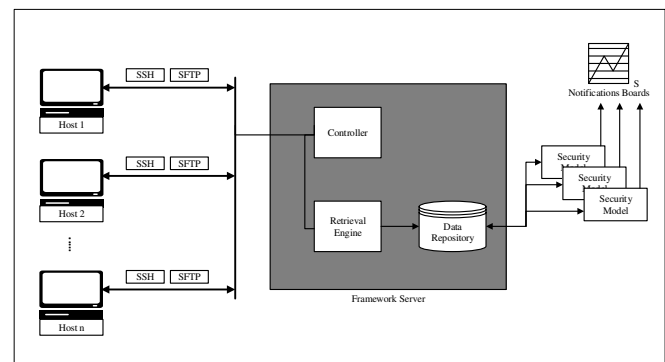 SSH SFTP
Host 1
SSH SFTP
Host 2
SSH SFTP
Host n
Controller
Retrieval
Engine
Data
Repository
Framework Server
S
Notifications Boards
Security
Security
Security
Model